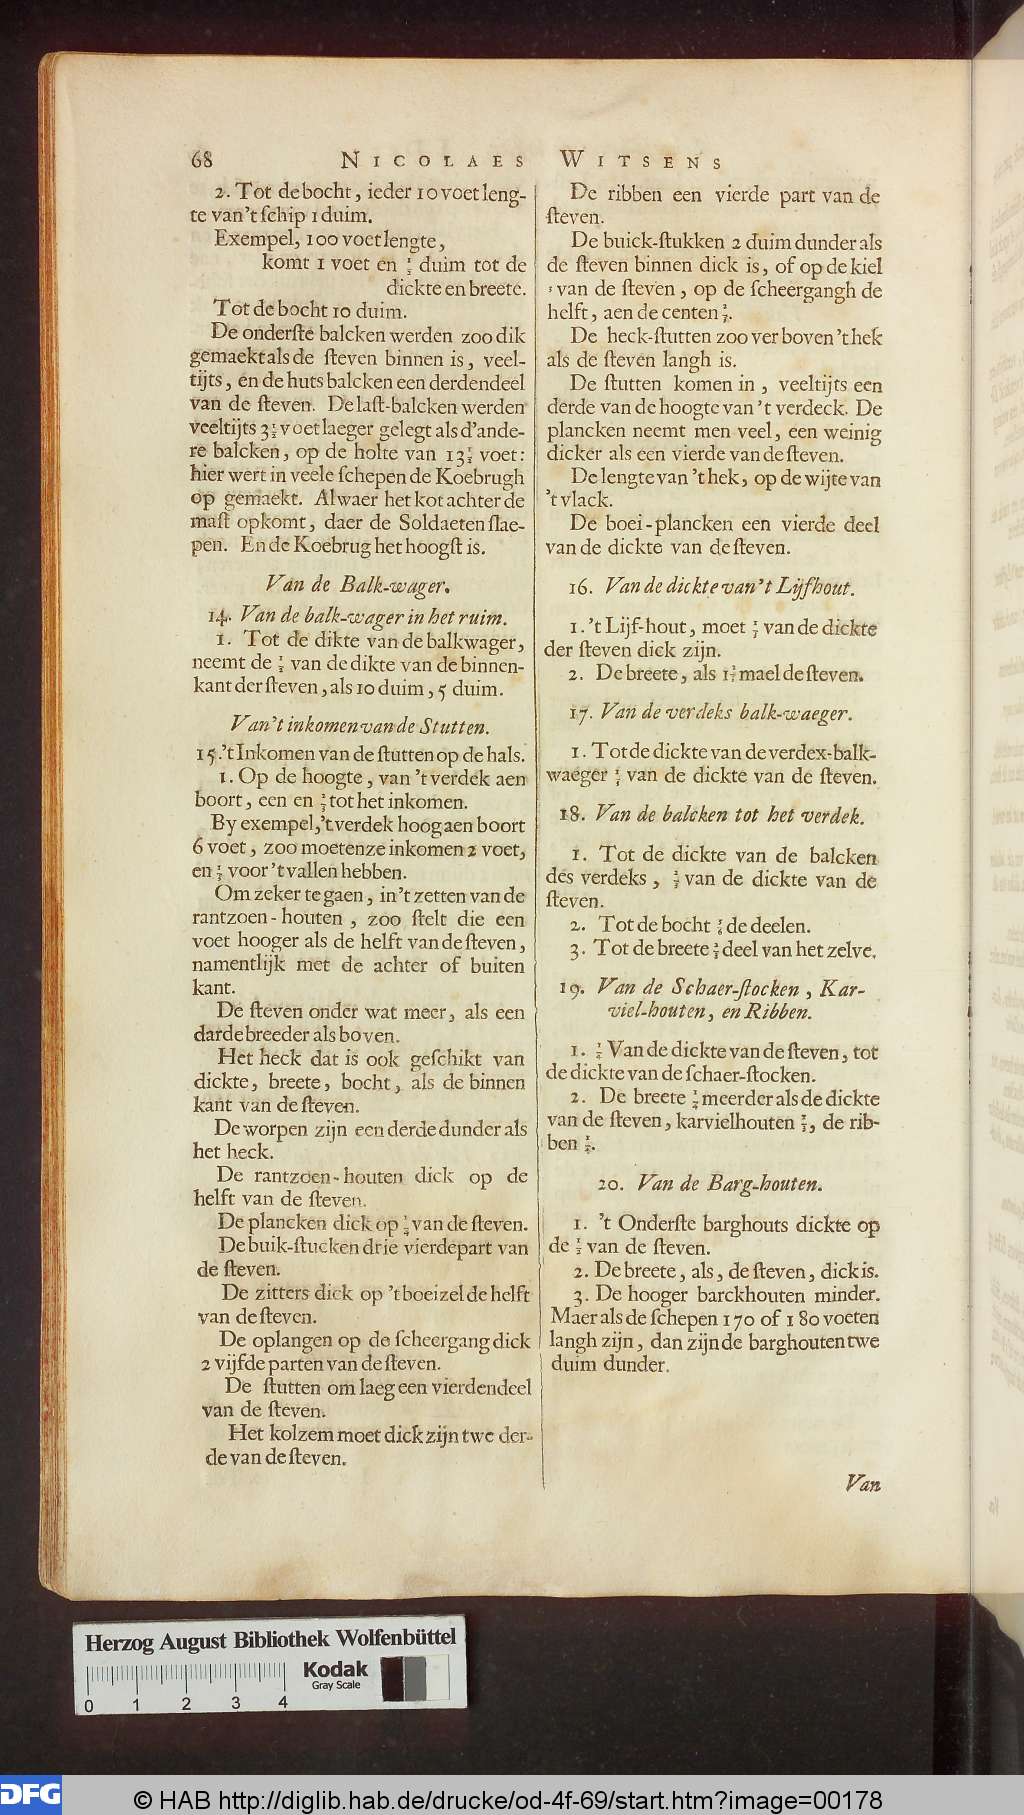 68 NICOLAES WITSENS
2. Tot de bocht, ieder 10 voet leng-
te van 't schip 1 duim.
Exempel, 100 voet lengte,
komt 1 voet en duim tot de
dickte en breete.
Tot de bocht 10 duim.
De onderste balcken werden zoo dik
gemaekt als de steven binnen is, veel-
tijts, en de huts balcken een derdendeel
van de steven. De last-balcken werden
veeltijts 3½ voet laeger gelegt als d'ande-
re balcken, op de holte van 13½ voet:
hier wert in veele schepen de Koebrugh
op gemaekt. Alwaer het kot achter de
mast opkomt, daer de Soldaeten slae-
pen. En de Koebrug het hoogst is.
Van de Balk-wager.
14. Van de balk-wager in het ruim.
1. Tot de dikte van de balkwager,
neemt de ½ van de dikte van de binnen-
kant der steven, als 10 duim, 5 duim.
Van 't inkomen van de Stutten.
15. 't Inkomen van de stutten op de hals.
1. Op de hoogte, van 't verdek aen
boort, een en tot het inkomen.
By exempel, 't verdek hoog aen boort
6 voet, zoo moetenze inkomen 2 voet,
en voor 't vallen hebben.
Om zeker te gaen, in 't zetten van de
rantzoen-houten, zoo stelt die een
voet hooger als de helft van de steven,
namentlijk met de achter of buiten
kant.
De steven onder wat meer, als een
darde breeder als boven.
Het heck dat is ook geschikt van
dickte, breete, bocht, als de binnen
kant van de steven.
De worpen zijn een derde dunder als
het heck.
De rantzoen-houten dick op de
helft van de steven.
De plancken dick op ¼ van de steven.
De buik-stucken drie vierdepart van
de steven.
De zitters dick op 't boeizel de helft
van de steven.
De oplangen op de scheergang dick
2 vijfde parten van de steven.
De stutten om laeg een vierdendeel
van de steven.
Het kolzem moet dick zijn twe der-
de van de steven.
De ribben een vierde part van de
steven.
De buick-stukken 2 duim dunder als
de steven binnen dick is, of op de kiel
van de steven, op de scheergangh de
helft, aen de centen.
De heck-stutten zoo ver boven 't hek
als de steven langh is.
De stutten komen in, veeltijts een
derde van de hoogte van 't verdeck. De
plancken neemt men veel, een weinig
dicker als een vierde van de steven.
De lengte van 't hek, op de wijte van
't vlack.
De boei-plancken een vierde deel
van de dickte van de steven.
16. Van de dickte van 't Lijfhout.
1. 't Lijf-hout, moet van de dickte
der steven dick zijn.
2. De breete, als mael de steven.
17. Van de verdeks balk-waeger.
1. Tot de dickte van de verdex-balk-
waeger van de dickte van de steven.
18. Van de balcken tot het verdek.
1. Tot de dickte van de balcken
des verdeks, van de dickte van de
steven.
2. Tot de bocht de deelen.
3. Tot de breete deel van het zelve.
19. Van de Schaer-stocken, Kar-
viel-houten, en Ribben.
1. ½ Van de dickte van de steven, tot
de dickte van de schaer-stocken.
2. De breete ¼ meerder als de dickte
van de steven, karvielhouten, de rib-
ben.
20. Van de Barg-houten.
1. 't Onderste barghouts dickte op
de ½ van de steven.
2. De breete, als, de steven, dick is.
3. De hooger barckhouten minder.
Maer als de schepen 170 of 180 voeten
langh zijn, dan zijn de barghouten twe
duim dunder.
Van
Herzog August Bibliothek Wolfenbüttel
Kodak
Gray Scale
0 1 2 3 4
DFG © HAB http://diglib.hab.de/drucke/od-4f-69/start.htm?image=00178